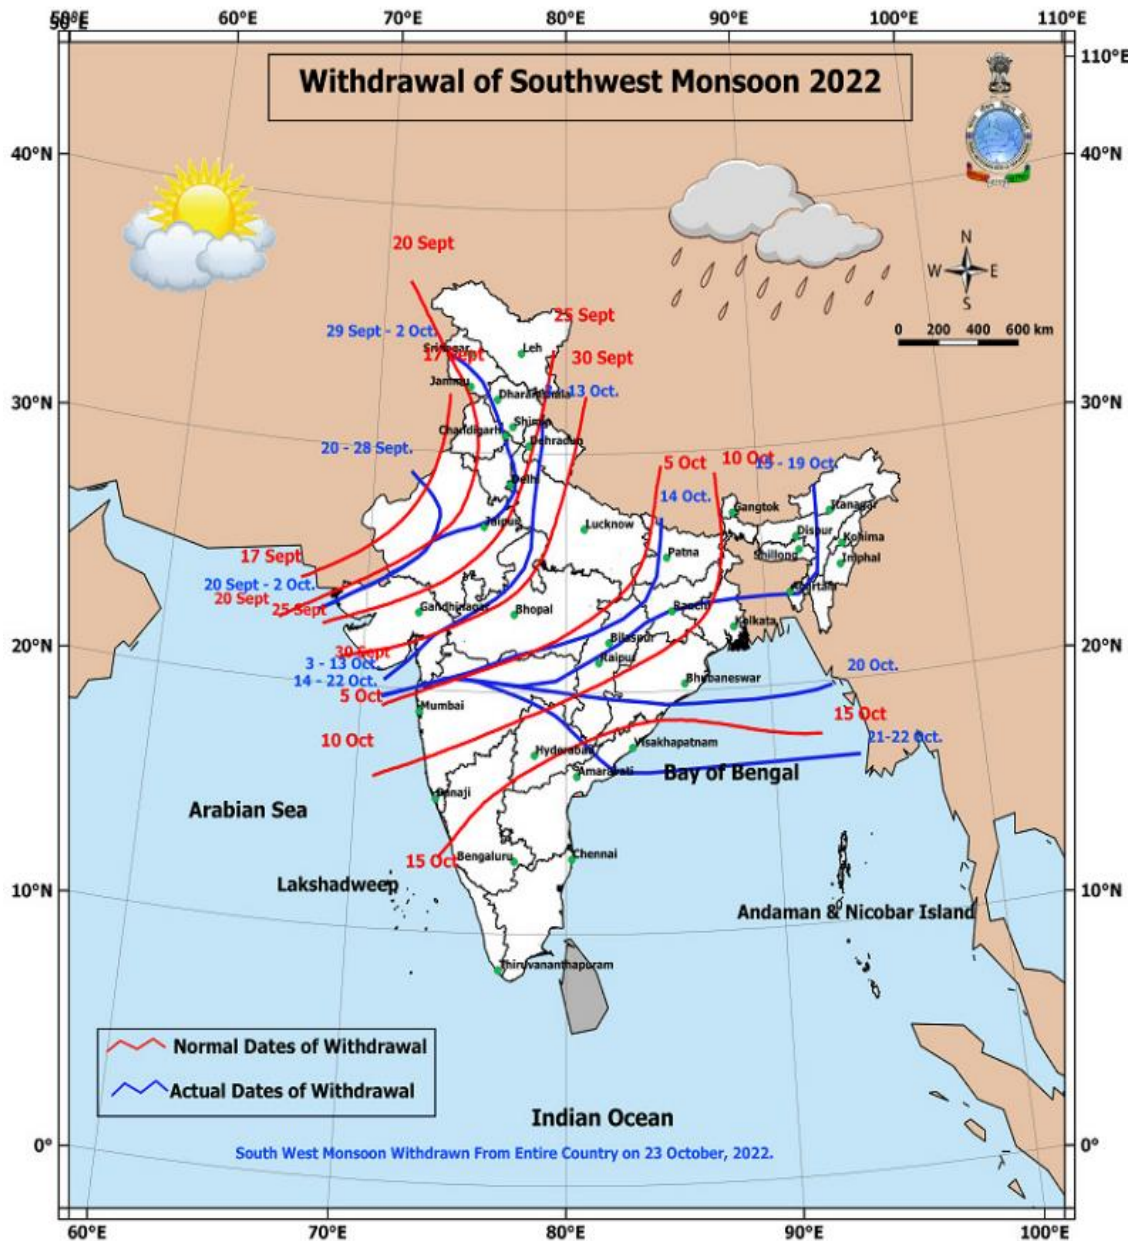 50°E
60°E
70°E
80°E
90°E
100°E
110°E
110°E
Withdrawal of Southwest Monsoon 2022
40°N
40°N
20 Sept
N
W
E
S
0 200 400 600 km
25 Sept
29 Sept - 2 Oct.
Srinagar
Leh
17 Sept
30 Sept
Jammu
Dharamshala
13 Oct.
30°N
30°N
Shimla
Chandigarh
Dehradun
20 - 28 Sept.
5 Oct
10 Oct
15 - 19 Oct.
Delhi
14 Oct.
Gangtok
Itanagar
Jaipur
Lucknow
Dispur
Kohima
Patna
Shillong
Imphal
17 Sept
20 Sept - 2 Oct.
20 Sept
25 Sept
Agartala
Gandhinagar
Bhopal
Ranchi
Kolkata
20°N
20°N
Bilaspur
30 Sept
Raipur
3 - 13 Oct.
20 Oct.
14 - 22 Oct.
Bhubaneswar
5 Oct
Mumbai
15 Oct
10 Oct
21-22 Oct.
Visakhapatnam
Hyderabad
Amaravati
Bay of Bengal
Panaji
Arabian Sea
15 Oct
Bengaluru
Chennai
Lakshadweep
10°N
10°N
Andaman & Nicobar Island
Thiruvananthapuram
Normal Dates of Withdrawal
Actual Dates of Withdrawal
Indian Ocean
0°
0°
South West Monsoon Withdrawn From Entire Country on 23 October, 2022.
60°E
70°E
80°E
90°E
100°E